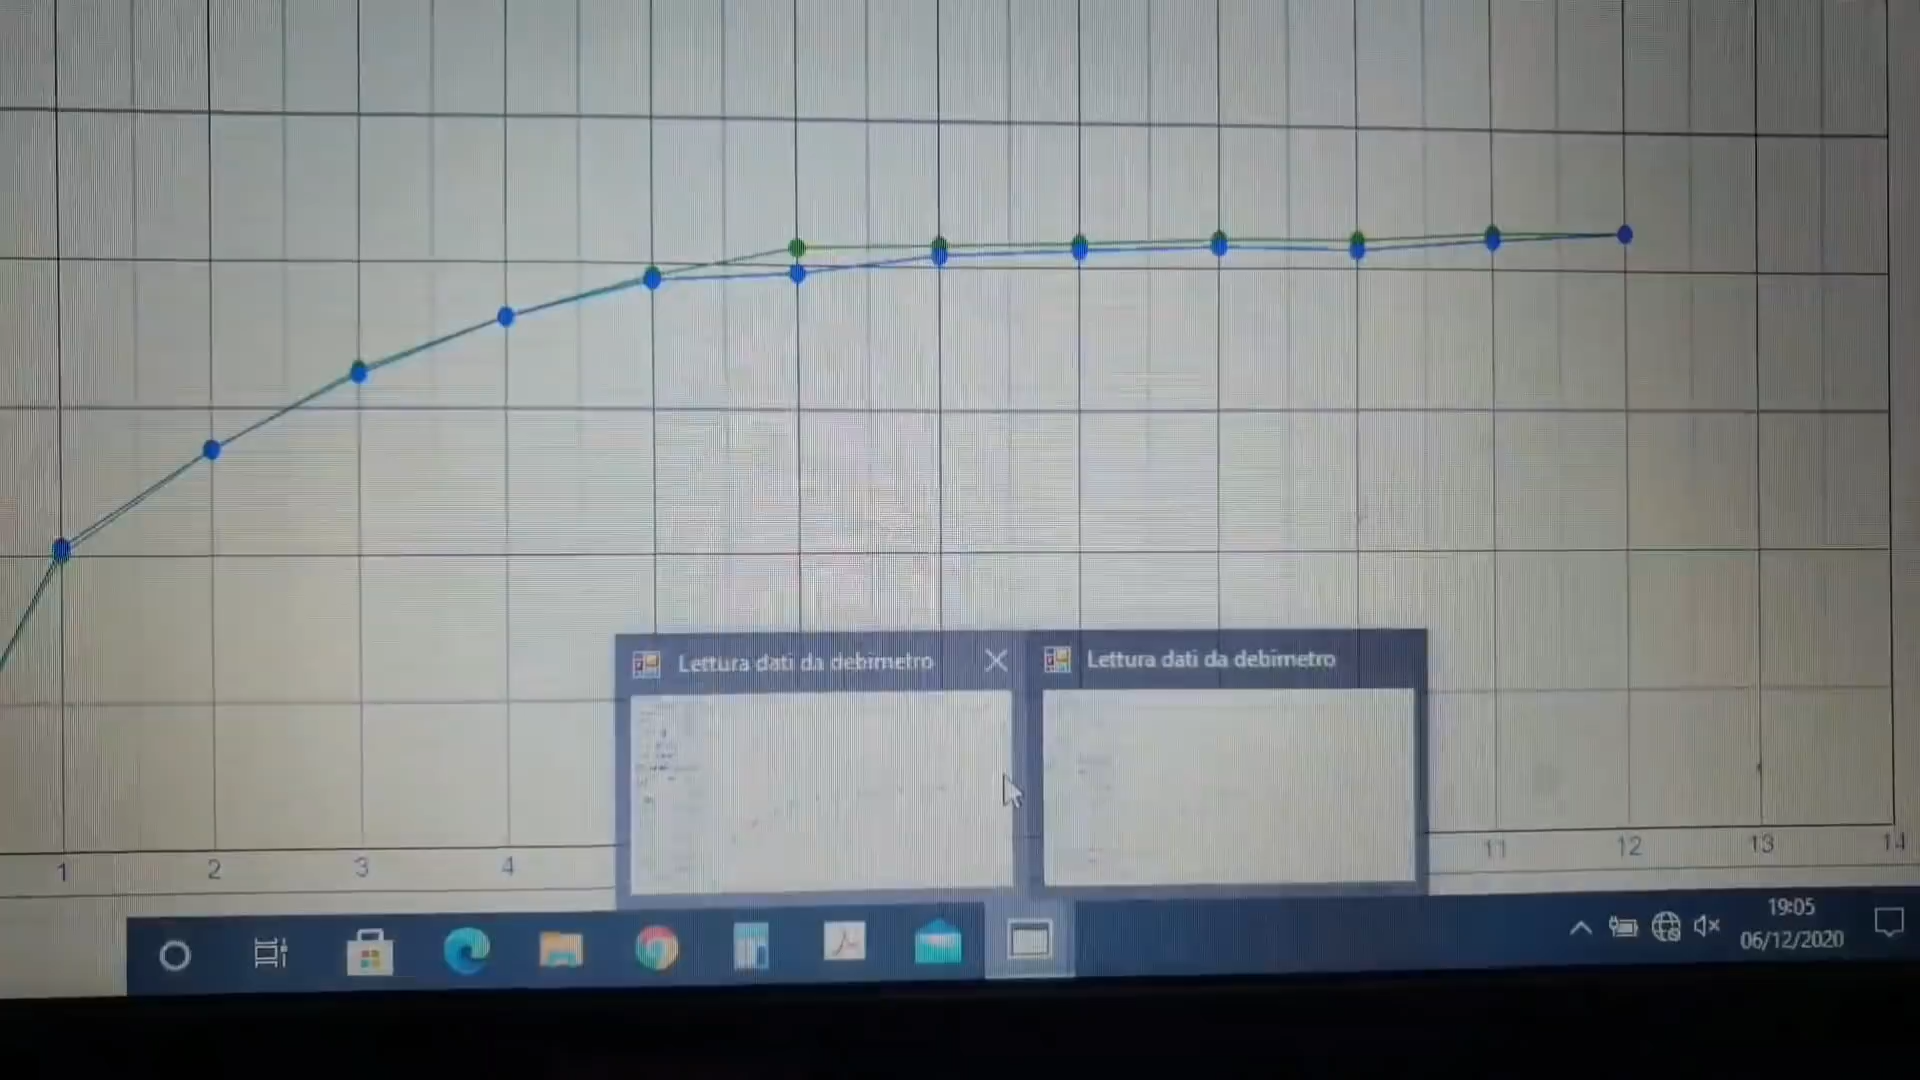 Lettura dati da debimetro
Lettura dati da debimetro
1 2 3 4 11 12 13 14
19:05
06/12/2020